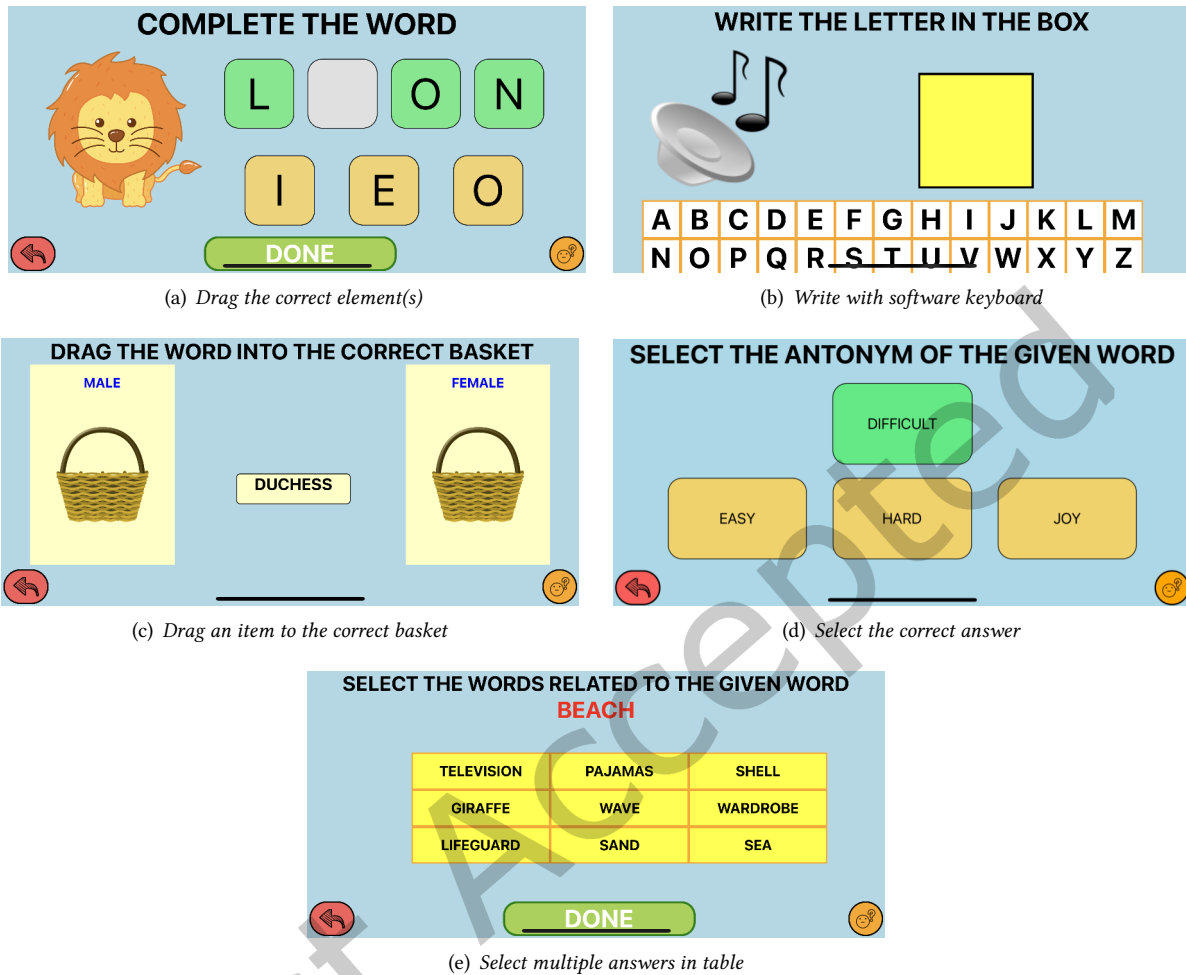 COMPLETE THE WORD
L O N
I E O
DONE
(a) Drag the correct element(s)
WRITE THE LETTER IN THE BOX
A B C D E F G H I J K L M
N O P Q R S T U V W X Y Z
(b) Write with software keyboard
DRAG THE WORD INTO THE CORRECT BASKET
MALE FEMALE
DUCHESS
(c) Drag an item to the correct basket
SELECT THE ANTONYM OF THE GIVEN WORD
DIFFICULT
EASY HARD JOY
(d) Select the correct answer
SELECT THE WORDS RELATED TO THE GIVEN WORD
BEACH
TELEVISION PAJAMAS SHELL
GIRAFFE WAVE WARDROBE
LIFEGUARD SAND SEA
DONE
(e) Select multiple answers in table
Accepted